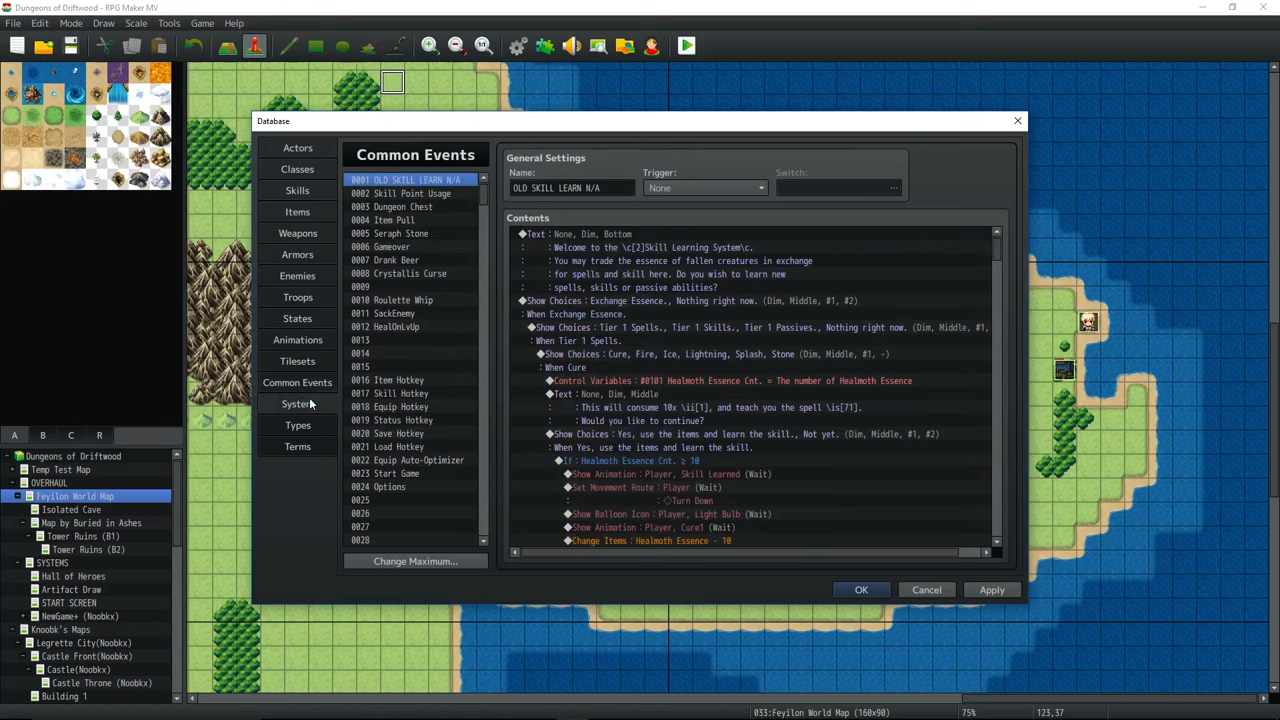 Dungeons of Driftwood - RPG Maker MV
File Edit Mode Draw Scale Tools Game Help
Database
Actors
Classes
Skills
Items
Weapons
Armors
Enemies
Troops
States
Animations
Tilesets
Common Events
System
Types
Terms
Common Events
0001 OLD SKILL LEARN N/A
0002 Skill Point Usage
0003 Dungeon Chest
0004 Item Pull
0005 Seraph Stone
0006 Gameover
0007 Drank Beer
0008 Crystallis Curse
0009
0010 Roulette Whip
0011 SackEnemy
0012 HealOnLvUp
0013
0014
0015
0016 Item Hotkey
0017 Skill Hotkey
0018 Equip Hotkey
0019 Status Hotkey
0020 Save Hotkey
0021 Load Hotkey
0022 Equip Auto-Optimizer
0023 Start Game
0024 Options
0025
0026
0027
0028
Change Maximum...
General Settings
Name: Trigger: Switch:
OLD SKILL LEARN N/A None ...
Contents
◆Text : None, Dim, Bottom
: : Welcome to the \c[2]Skill Learning System\c.
: : You may trade the essence of fallen creatures in exchange
: : for spells and skill here. Do you wish to learn new
: : spells, skills or passive abilities?
◆Show Choices : Exchange Essence., Nothing right now. (Dim, Middle, #1, #2)
: When Exchange Essence.
◆Show Choices : Tier 1 Spells., Tier 1 Skills., Tier 1 Passives., Nothing right now. (Dim, Middle, #1,
: When Tier 1 Spells.
◆Show Choices : Cure, Fire, Ice, Lightning, Splash, Stone (Dim, Middle, #1, -)
: When Cure
◆Control Variables : #0101 Healmoth Essence Cnt. = The number of Healmoth Essence
◆Text : None, Dim, Middle
: : This will consume 10x \ii[1], and teach you the spell \is[71].
: : Would you like to continue?
◆Show Choices : Yes, use the items and learn the skill., Not yet. (Dim, Middle, #1, #2)
: When Yes, use the items and learn the skill.
◆If : Healmoth Essence Cnt. ≥ 10
◆Show Animation : Player, Skill Learned (Wait)
◆Set Movement Route : Player (Wait)
: : ◇Turn Down
◆Show Balloon Icon : Player, Light Bulb (Wait)
◆Show Animation : Player, Cure1 (Wait)
◆Change Items : Healmoth Essence - 10
OK Cancel Apply
A B C R
Dungeons of Driftwood
Temp Test Map
OVERHAUL
Feyilon World Map
Isolated Cave
Map by Buried in Ashes
Tower Ruins (B1)
Tower Ruins (B2)
SYSTEMS
Hall of Heroes
Artifact Draw
START SCREEN
NewGame+ (Noobkx)
Knoobk's Maps
Legrette City(Noobkx)
Castle Front(Noobkx)
Castle(Noobkx)
Castle Throne (Noobkx)
Building 1
033:Feyilon World Map (160x90) 75% 123,37